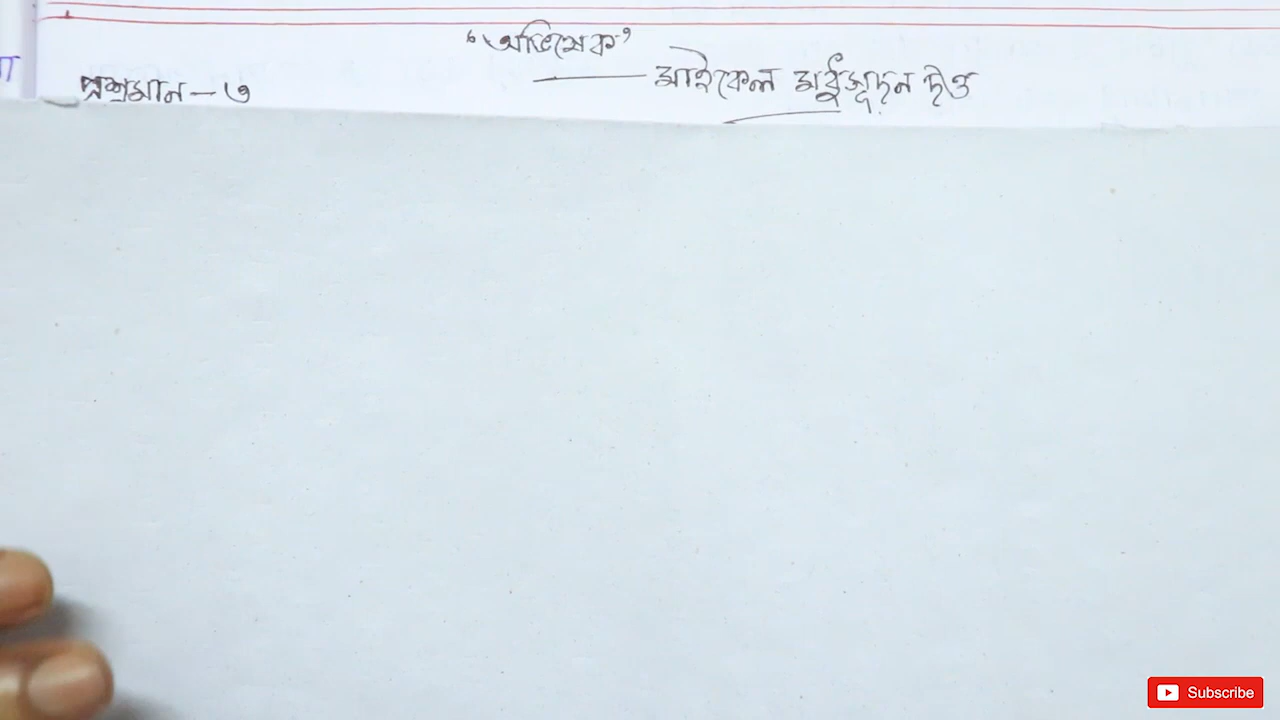 "অভিষেক"
— মাইকেল মধুসূদন দত্ত
প্রশ্নমান – ৩
Subscribe